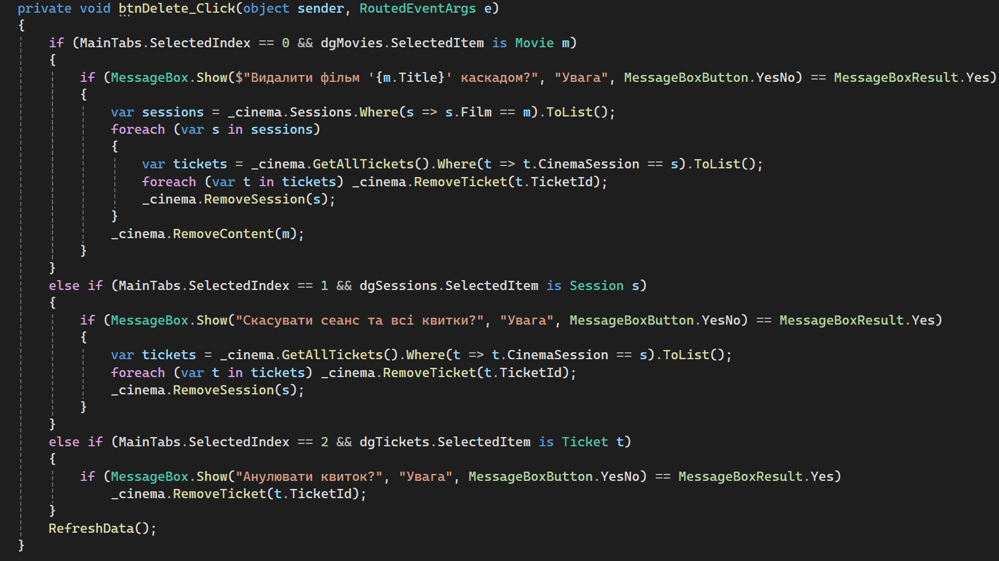 private void btnDelete_Click(object sender, RoutedEventArgs e)
{
    if (MainTabs.SelectedIndex == 0 && dgMovies.SelectedItem is Movie m)
    {
        if (MessageBox.Show($"Видалити фільм '{m.Title}' каскадом?", "Увага", MessageBoxButton.YesNo) == MessageBoxResult.Yes)
        {
            var sessions = _cinema.Sessions.Where(s => s.Film == m).ToList();
            foreach (var s in sessions)
            {
                var tickets = _cinema.GetAllTickets().Where(t => t.CinemaSession == s).ToList();
                foreach (var t in tickets) _cinema.RemoveTicket(t.TicketId);
                _cinema.RemoveSession(s);
            }
            _cinema.RemoveContent(m);
        }
    }
    else if (MainTabs.SelectedIndex == 1 && dgSessions.SelectedItem is Session s)
    {
        if (MessageBox.Show("Скасувати сеанс та всі квитки?", "Увага", MessageBoxButton.YesNo) == MessageBoxResult.Yes)
        {
            var tickets = _cinema.GetAllTickets().Where(t => t.CinemaSession == s).ToList();
            foreach (var t in tickets) _cinema.RemoveTicket(t.TicketId);
            _cinema.RemoveSession(s);
        }
    }
    else if (MainTabs.SelectedIndex == 2 && dgTickets.SelectedItem is Ticket t)
    {
        if (MessageBox.Show("Анулювати квиток?", "Увага", MessageBoxButton.YesNo) == MessageBoxResult.Yes)
            _cinema.RemoveTicket(t.TicketId);
    }
    RefreshData();
}